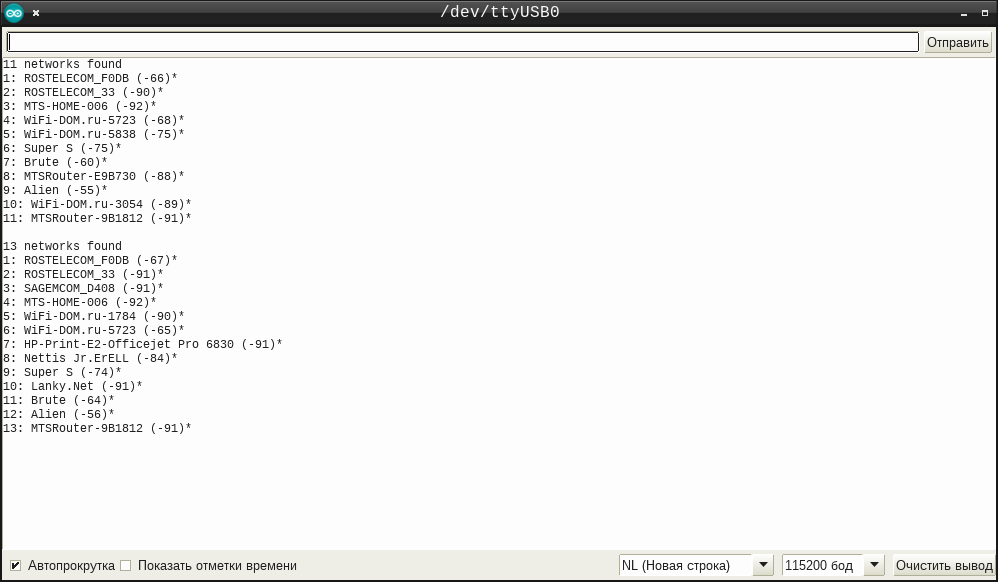 /dev/ttyUSB0
Отправить
11 networks found
1: ROSTELECOM_F0DB (-66)*
2: ROSTELECOM_33 (-90)*
3: MTS-HOME-006 (-92)*
4: WiFi-DOM.ru-5723 (-68)*
5: WiFi-DOM.ru-5838 (-75)*
6: Super S (-75)*
7: Brute (-60)*
8: MTSRouter-E9B730 (-88)*
9: Alien (-55)*
10: WiFi-DOM.ru-3054 (-89)*
11: MTSRouter-9B1812 (-91)*
13 networks found
1: ROSTELECOM_F0DB (-67)*
2: ROSTELECOM_33 (-91)*
3: SAGEMCOM_D408 (-91)*
4: MTS-HOME-006 (-92)*
5: WiFi-DOM.ru-1784 (-90)*
6: WiFi-DOM.ru-5723 (-65)*
7: HP-Print-E2-Officejet Pro 6830 (-91)*
8: Nettis Jr.ErELL (-84)*
9: Super S (-74)*
10: Lanky.Net (-91)*
11: Brute (-64)*
12: Alien (-56)*
13: MTSRouter-9B1812 (-91)*
Автопрокрутка Показать отметки времени NL (Новая строка) 115200 бод Очистить вывод